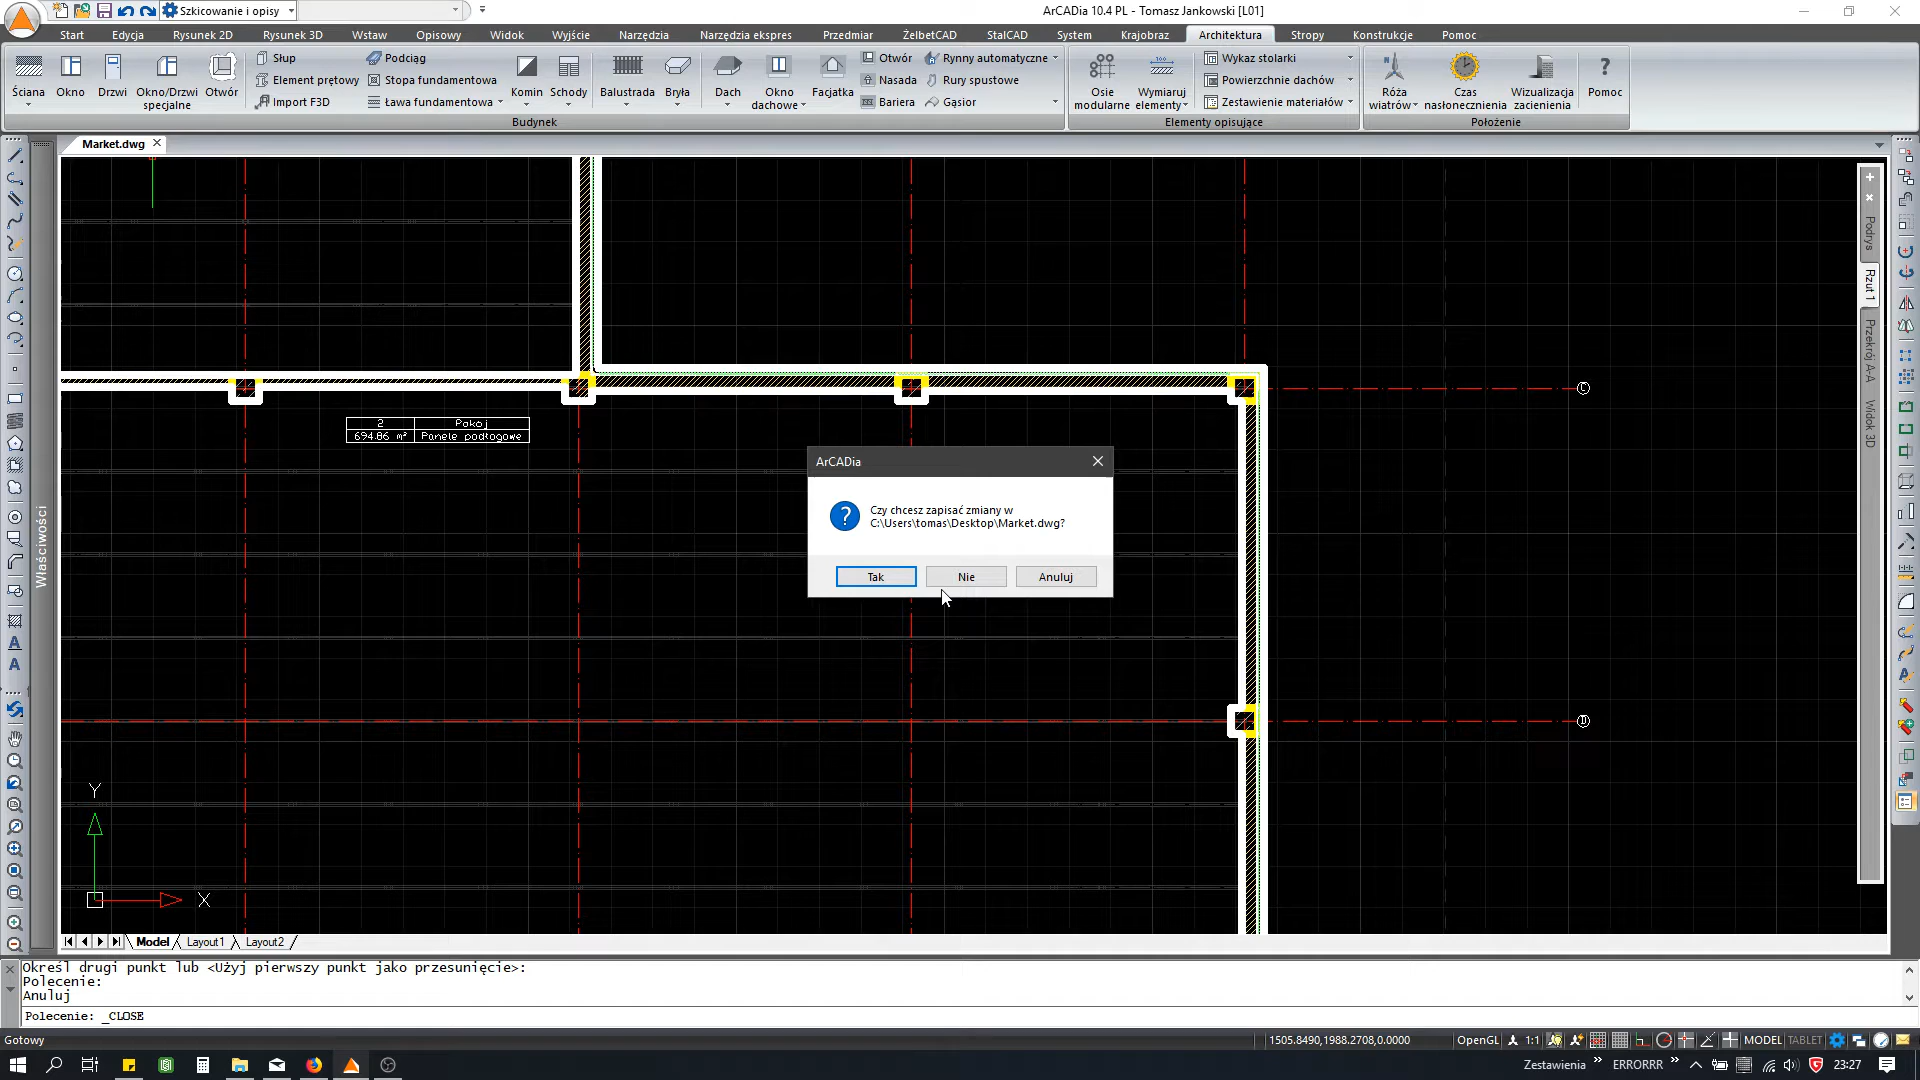 Szkicowanie i opisy
ArCADia 10.4 PL - Tomasz Jankowski [L01]
Start Edycja Rysunek 2D Rysunek 3D Wstaw Opisowy Widok Wyjście Narzędzia Narzędzia ekspres Przedmiar ŻelbetCAD StalCAD System Krajobraz Architektura Stropy Konstrukcje Pomoc
Ściana
Okno
Drzwi
Okno/Drzwi
specjalne
Otwór
Słup
Element prętowy
Import F3D
Podciąg
Stopa fundamentowa
Ława fundamentowa
Komin
Schody
Balustrada
Bryła
Dach
Okno
dachowe
Facjatka
Otwór
Nasada
Bariera
Rynny automatyczne
Rury spustowe
Gąsior
Osie
modularne
Wymiaruj
elementy
Wykaz stolarki
Powierzchnie dachów
Zestawienie materiałów
Róża
wiatrów
Czas
nasłonecznienia
Wizualizacja
zacienienia
Pomoc
Budynek
Elementy opisujące
Położenie
Market.dwg
Podrys
Rzut 1
Przekrój A-A
Widok 3D
Właściwości
C
2 Pokój
694.86 m² Panele podłogowe
ArCADia
Czy chcesz zapisać zmiany w
C:\Users\tomas\Desktop\Market.dwg?
Tak Nie Anuluj
D
Y
X
Model Layout1 Layout2
Określ drugi punkt lub <Użyj pierwszy punkt jako przesunięcie>:
Polecenie:
Anuluj
Polecenie: _CLOSE
Gotowy
1505.8490,1988.2708,0.0000
OpenGL
1:1
MODEL
TABLET
Zestawienia
ERRORRR
23:27